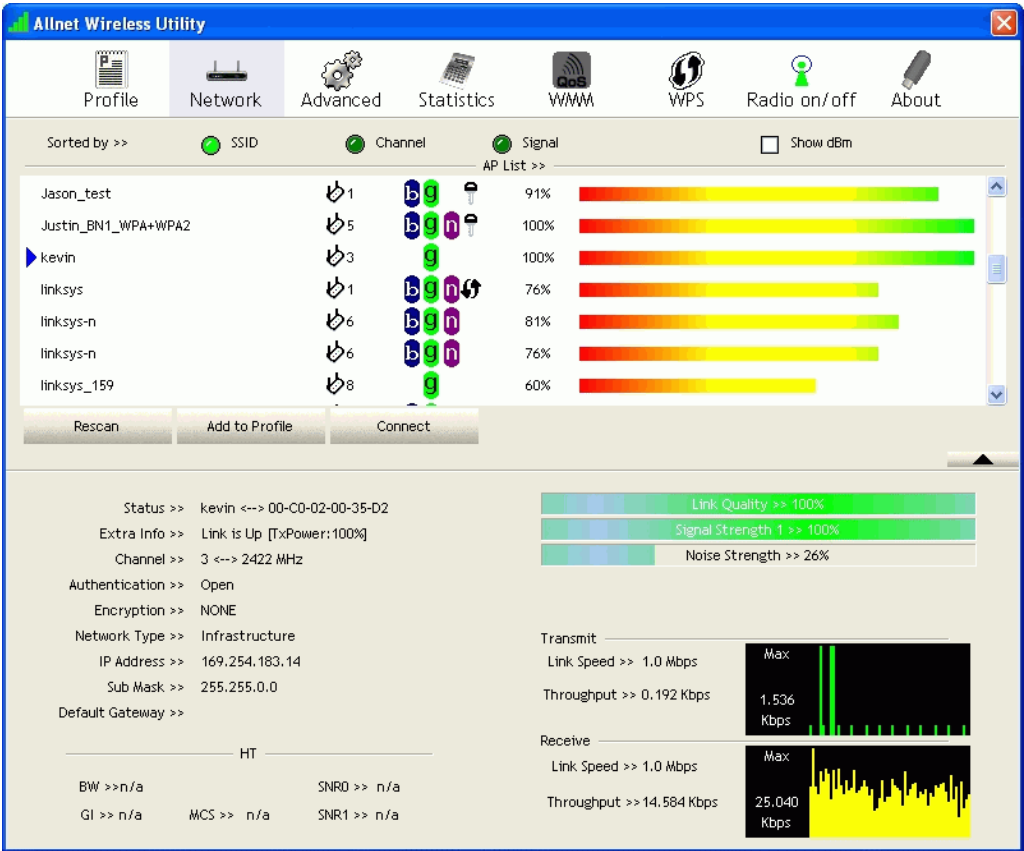 Allnet Wireless Utility
Profile Network Advanced Statistics QoS WMM WPS Radio on/off About
Sorted by >> SSID Channel Signal Show dBm
AP List >>
Jason_test 1 b g 91%
Justin_BN1_WPA+WPA2 5 b g n 100%
kevin 3 g 100%
linksys 1 b g n 76%
linksys-n 6 b g n 81%
linksys-n 6 b g n 76%
linksys_159 8 g 60%
Rescan Add to Profile Connect
Status >> kevin <--> 00-C0-02-00-35-D2
Extra Info >> Link is Up [TxPower:100%]
Channel >> 3 <--> 2422 MHz
Authentication >> Open
Encryption >> NONE
Network Type >> Infrastructure
IP Address >> 169.254.183.14
Sub Mask >> 255.255.0.0
Default Gateway >>
HT
BW >>n/a SNR0 >> n/a
GI >> n/a MCS >> n/a SNR1 >> n/a
Link Quality >> 100%
Signal Strength 1 >> 100%
Noise Strength >> 26%
Transmit
Link Speed >> 1.0 Mbps
Throughput >> 0.192 Kbps
Max
1.536
Kbps
Receive
Link Speed >> 1.0 Mbps
Throughput >>14.584 Kbps
Max
25.040
Kbps